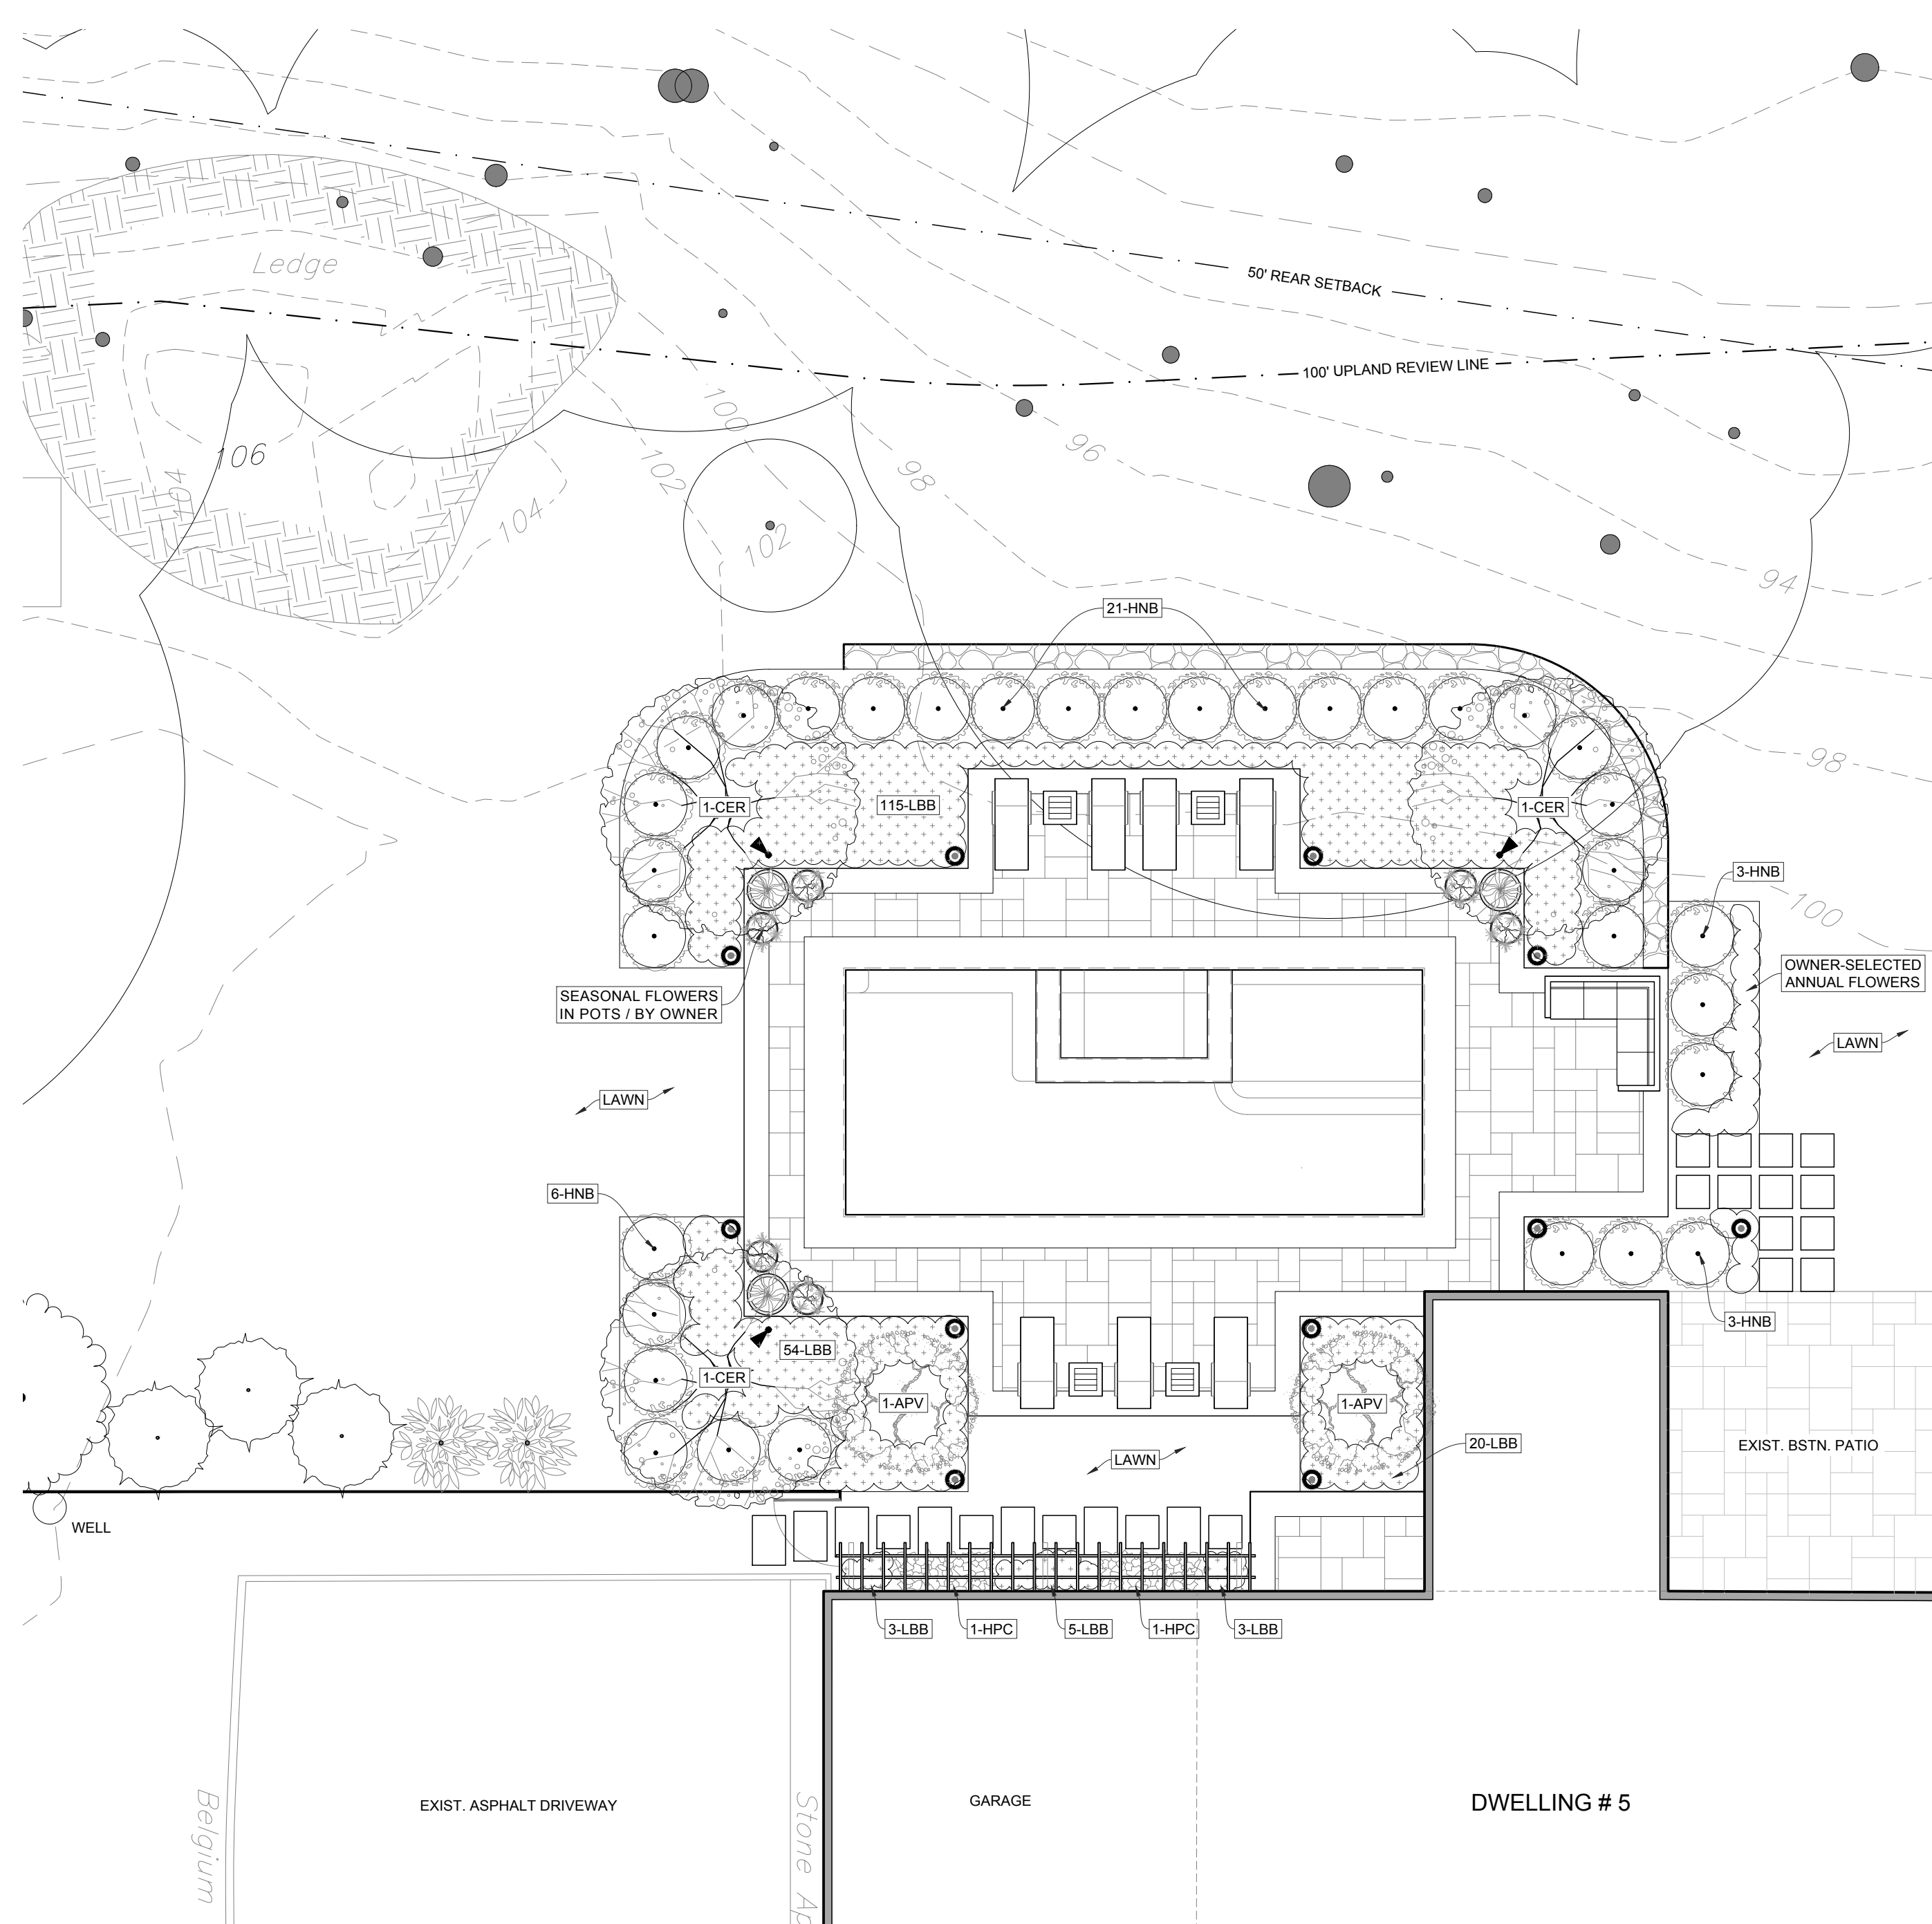 Ledge
50' REAR SETBACK
100' UPLAND REVIEW LINE
100
96
106
102
98
104
104
102
94
21-HNB
98
1-CER
115-LBB
1-CER
3-HNB
100
OWNER-SELECTED
ANNUAL FLOWERS
SEASONAL FLOWERS
IN POTS / BY OWNER
LAWN
LAWN
6-HNB
3-HNB
54-LBB
1-CER
1-APV
1-APV
20-LBB
EXIST. BSTN. PATIO
LAWN
WELL
3-LBB
1-HPC
5-LBB
1-HPC
3-LBB
Belgium
EXIST. ASPHALT DRIVEWAY
Stone Ap
GARAGE
DWELLING # 5